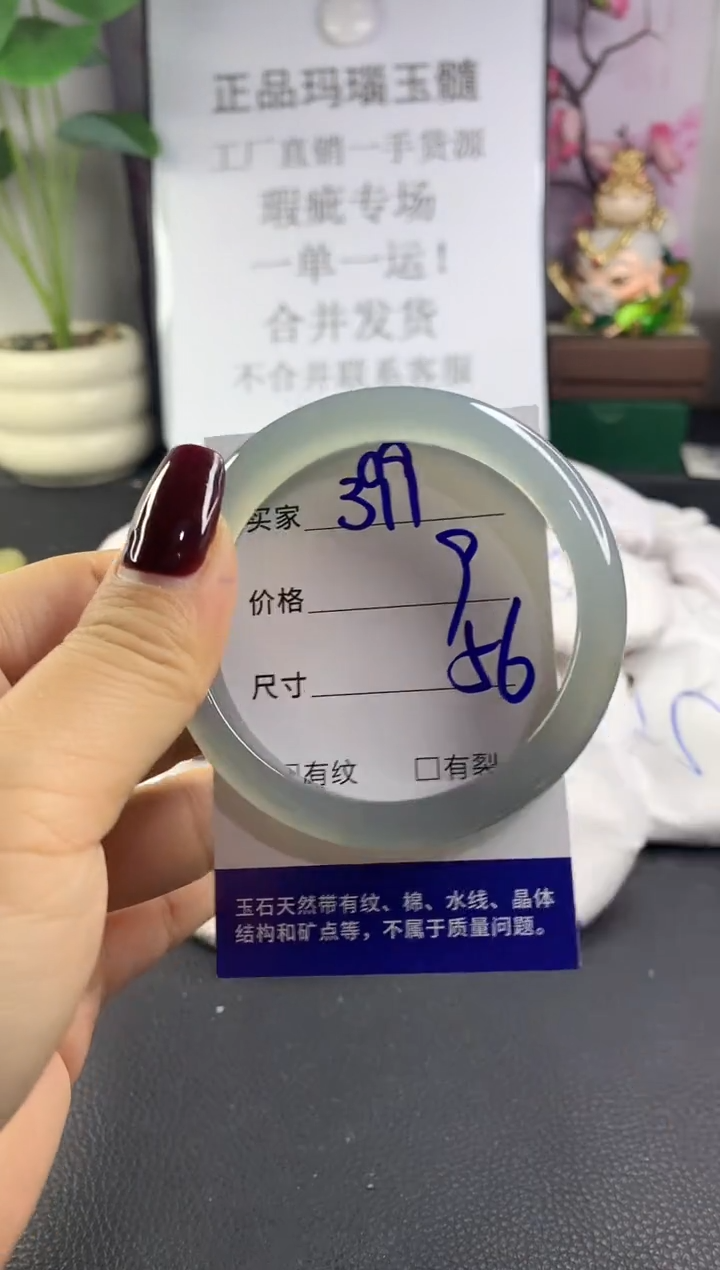 正品玛瑙玉髓
工厂直销一手货源
瑕疵专场
一单一运！
合并发货
不合并联系客服
买家 399
价格 9
尺寸 56
□有纹 □有裂
玉石天然带有纹、棉、水线、晶体
结构和矿点等，不属于质量问题。